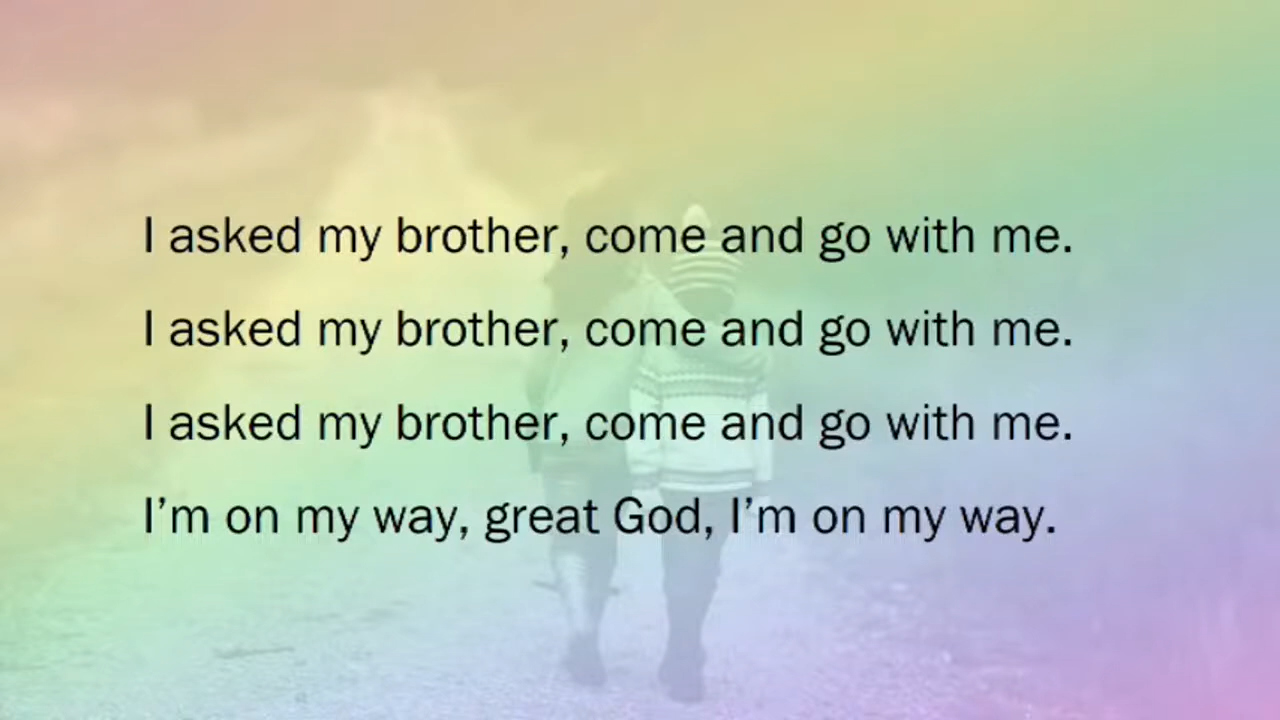 I asked my brother, come and go with me.
I asked my brother, come and go with me.
I asked my brother, come and go with me.
I’m on my way, great God, I’m on my way.